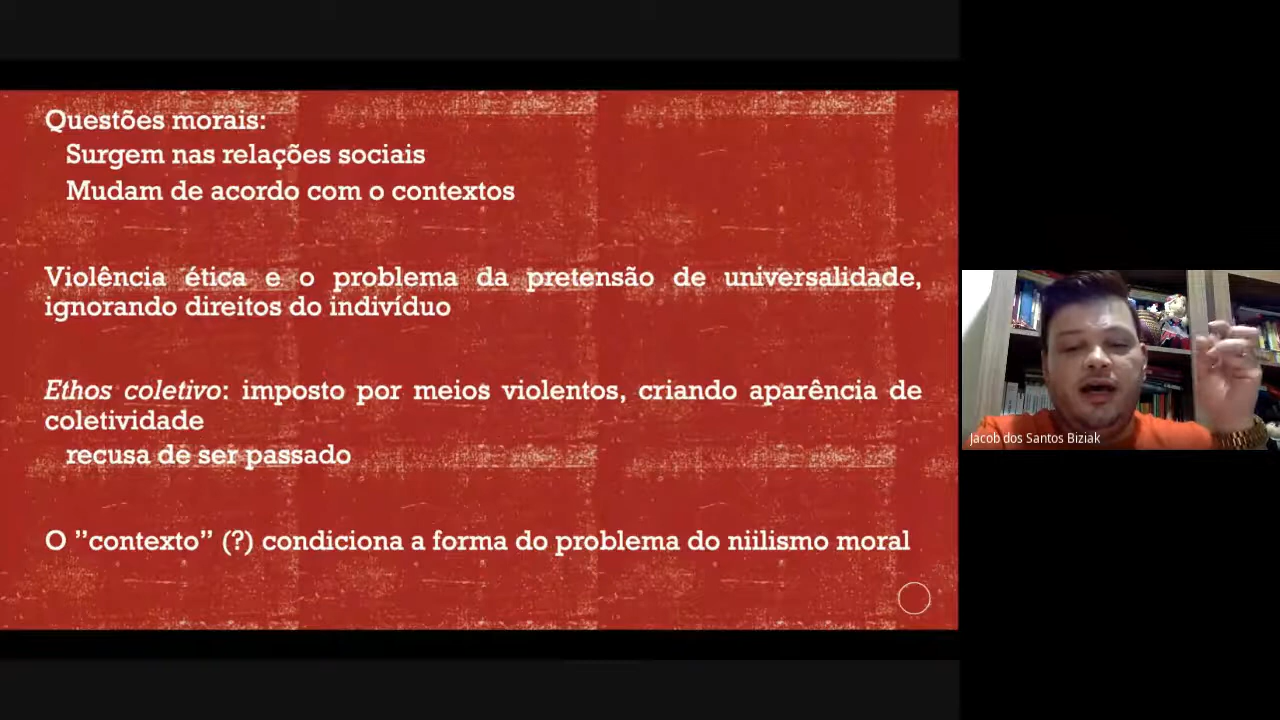 Questões morais:
Surgem nas relações sociais
Mudam de acordo com o contextos
Violência ética e o problema da pretensão de universalidade,
ignorando direitos do indivíduo
Ethos coletivo: imposto por meios violentos, criando aparência de
coletividade
recusa de ser passado
O ”contexto” (?) condiciona a forma do problema do niilismo moral
Jacob dos Santos Biziak